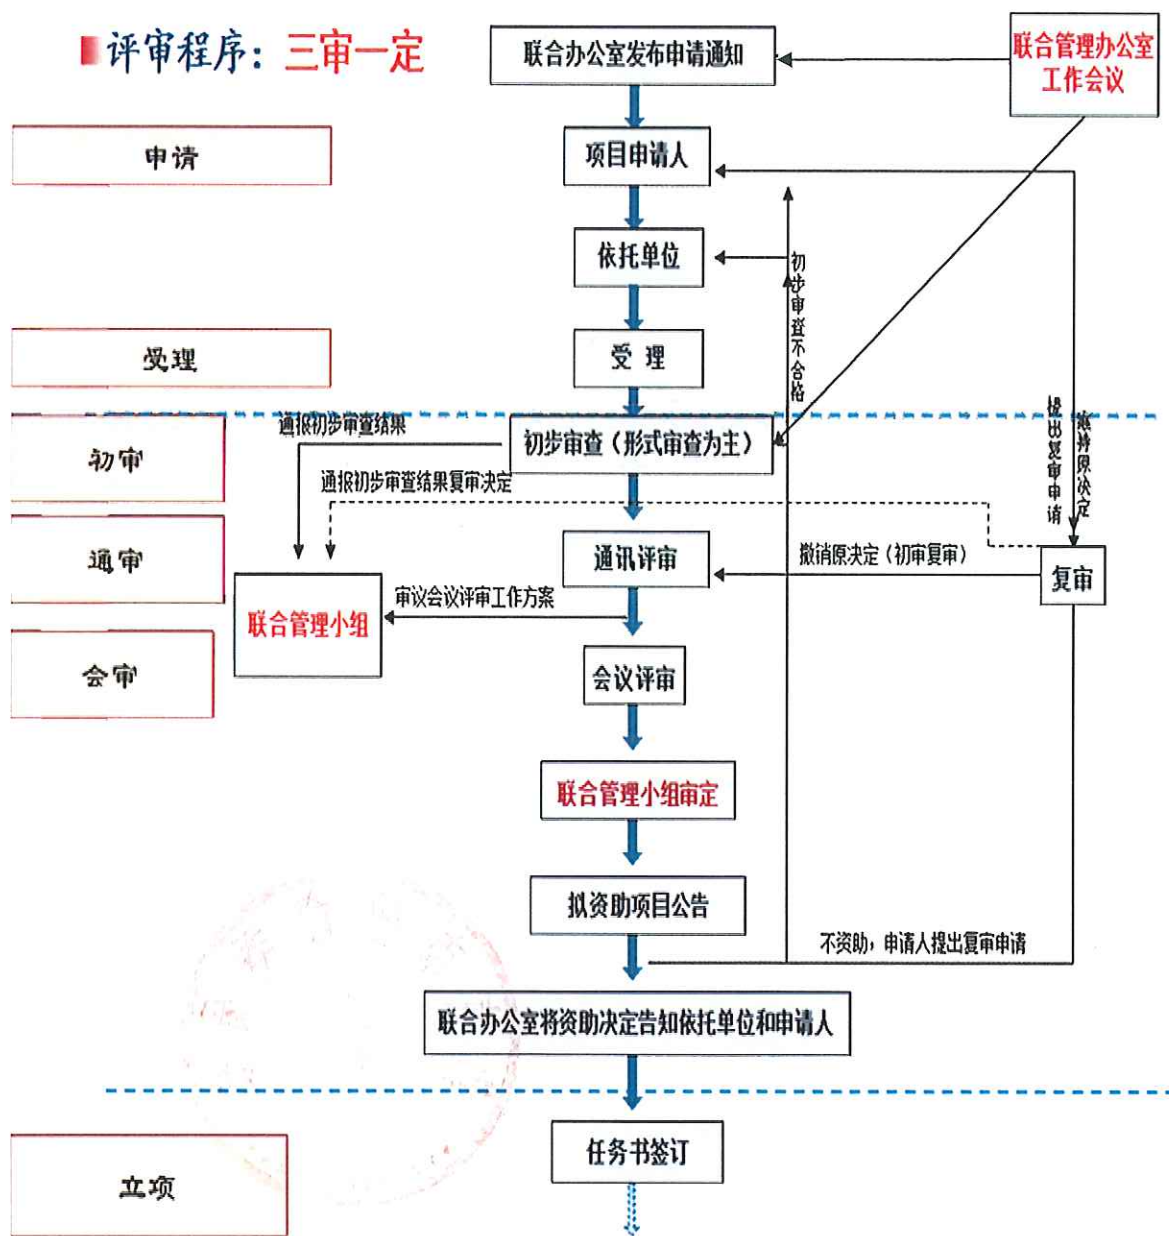 评审程序：三审一定
联合办公室发布申请通知
联合管理办公室
工作会议
申请
项目申请人
依托单位
初步审查不合格
受理
受 理
提出复审申请
维持原决定
通报初步审查结果
初审
初步审查（形式审查为主）
通报初步审查结果复审决定
通审
通讯评审
撤销原决定（初审复审）
复审
审议会议评审工作方案
联合管理小组
会审
会议评审
联合管理小组审定
拟资助项目公告
不资助，申请人提出复审申请
联合办公室将资助决定告知依托单位和申请人
任务书签订
立项